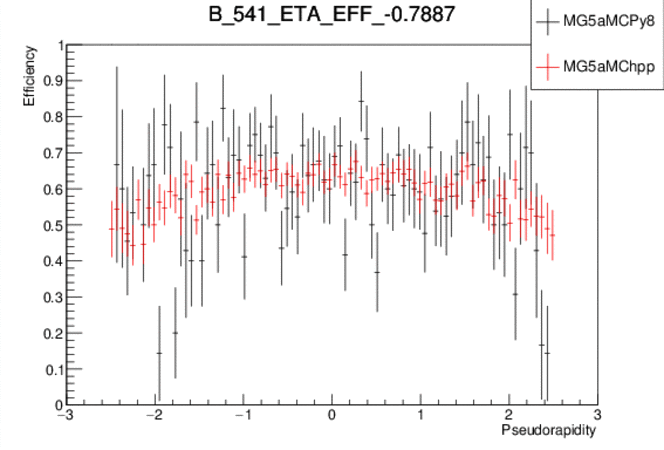 B_541_ETA_EFF_-0.7887
MG5aMCPy8
MG5aMChpp
Efficiency
1
0.9
0.8
0.7
0.6
0.5
0.4
0.3
0.2
0.1
0
−3 −2 −1 0 1 2 3
Pseudorapidity